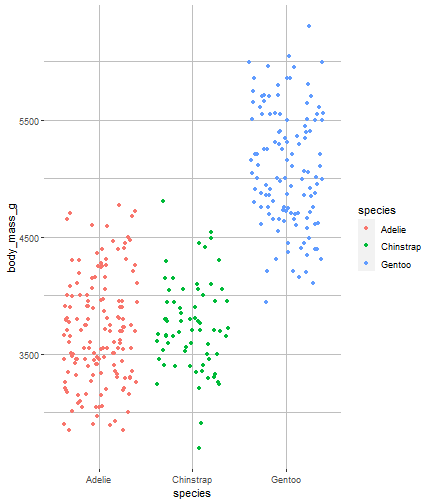 5500
4500
3500
body_mass_g
Adelie
Chinstrap
Gentoo
species
species
Adelie
Chinstrap
Gentoo